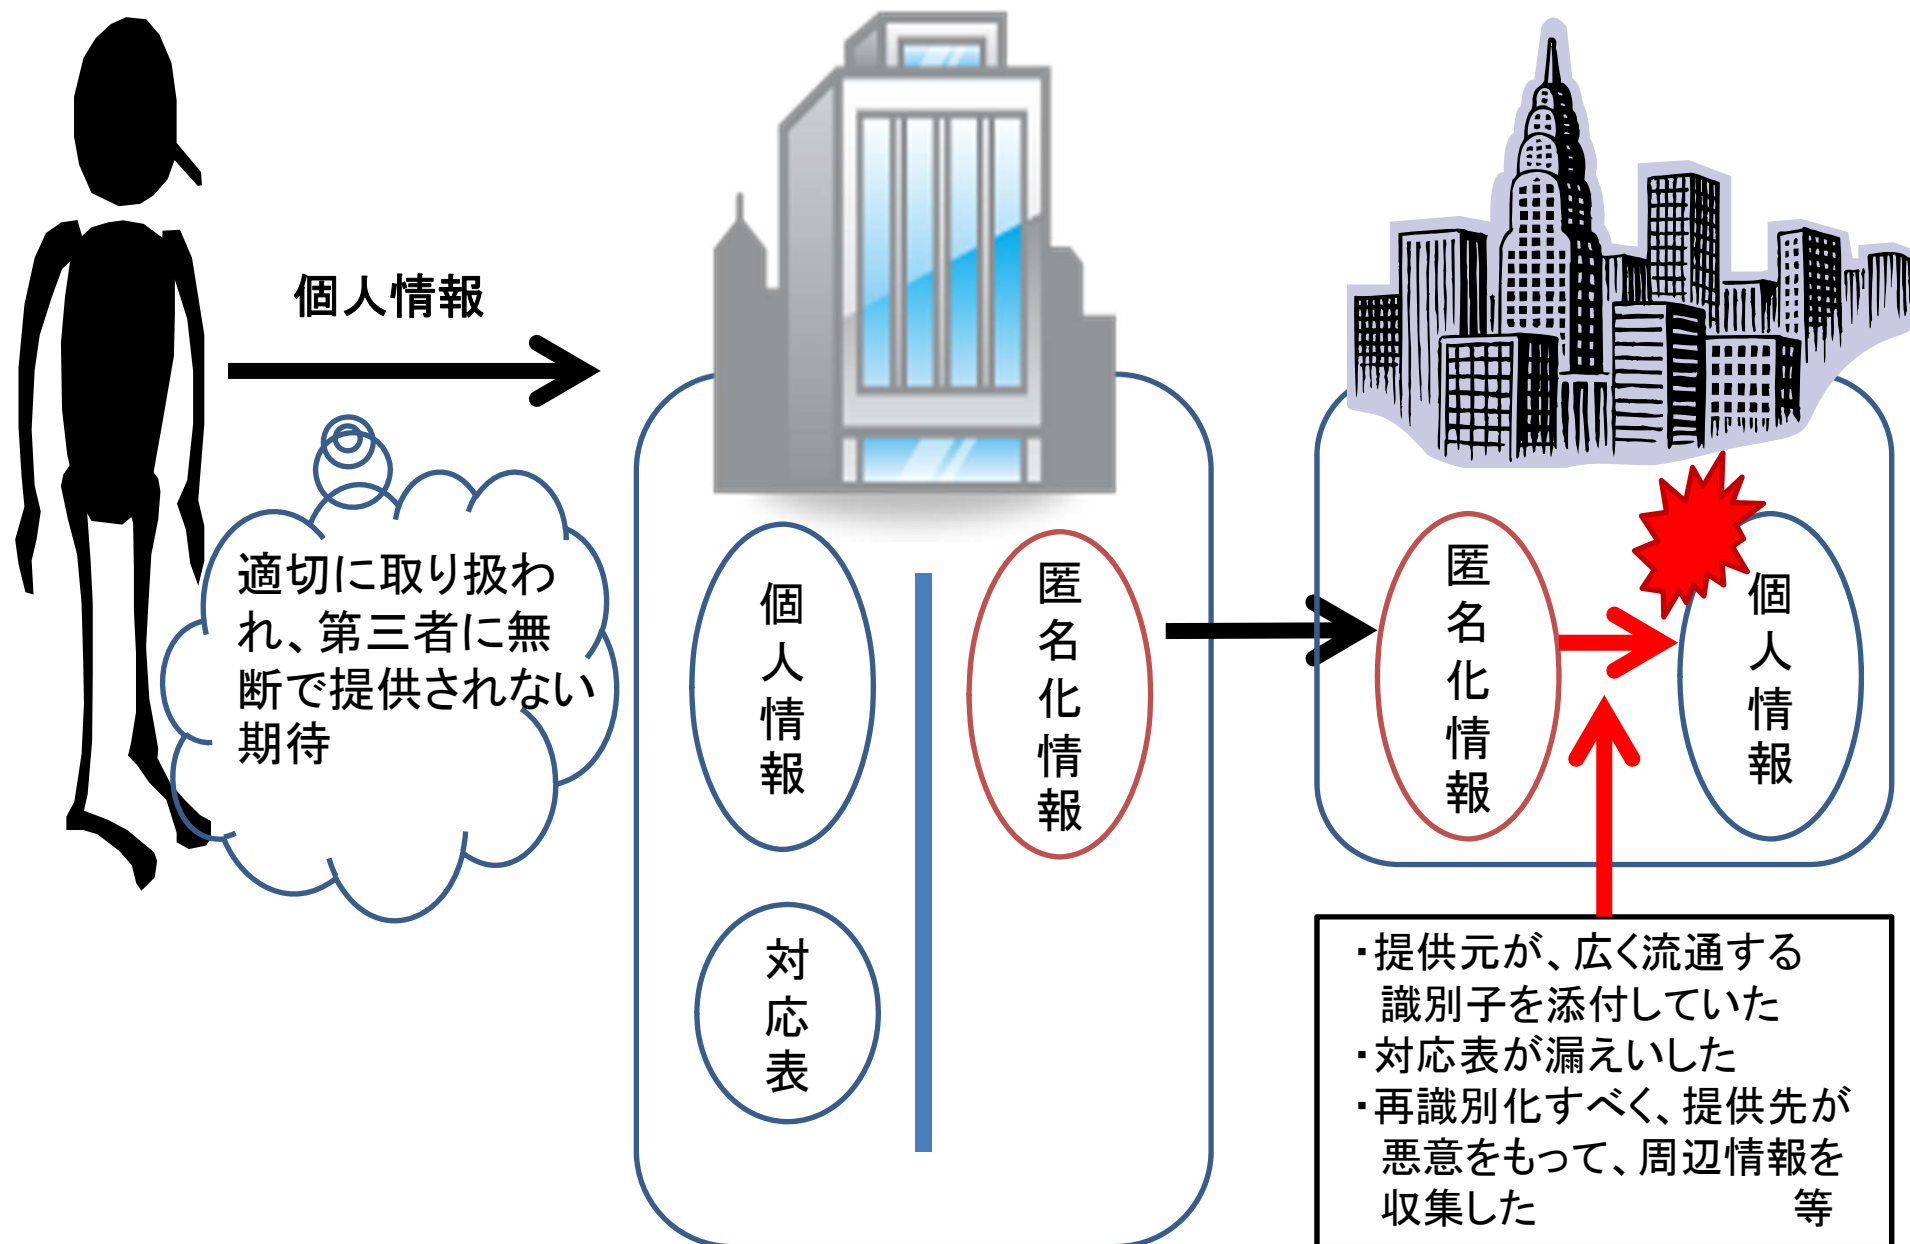 個人情報
適切に取り扱わ
れ、第三者に無
断で提供されない
期待
個人情報
匿名化情報
対応表
匿名化情報
個人情報
・提供元が、広く流通する
識別子を添付していた
・対応表が漏えいした
・再識別化すべく、提供先が
悪意をもって、周辺情報を
収集した 等